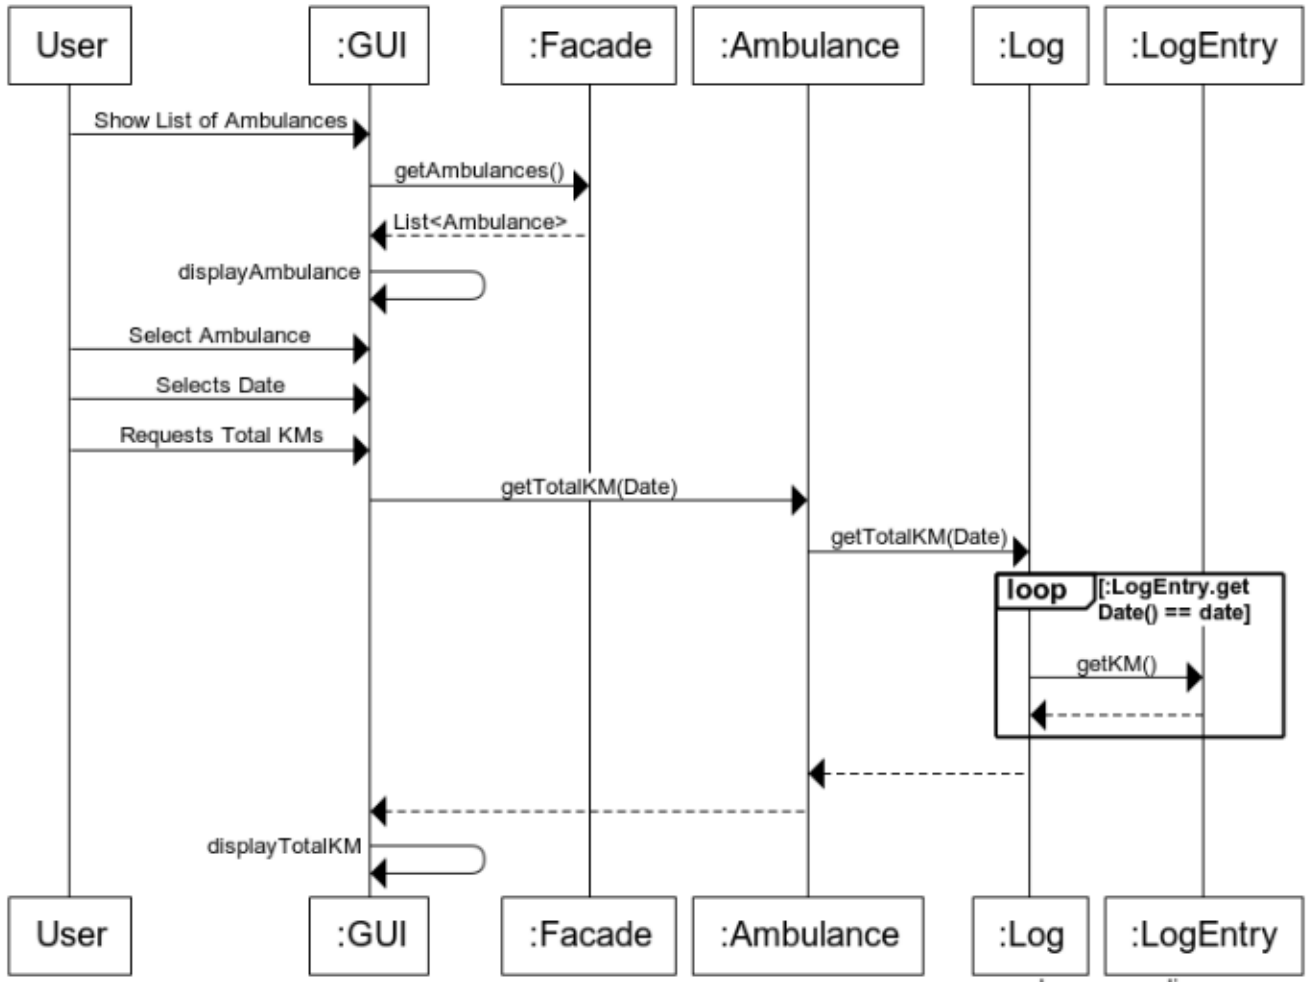 User :GUI :Facade :Ambulance :Log :LogEntry
Show List of Ambulances
getAmbulances()
List<Ambulance>
displayAmbulance
Select Ambulance
Selects Date
Requests Total KMs
getTotalKM(Date)
getTotalKM(Date)
loop [:LogEntry.get
Date() == date]
getKM()
displayTotalKM
User :GUI :Facade :Ambulance :Log :LogEntry